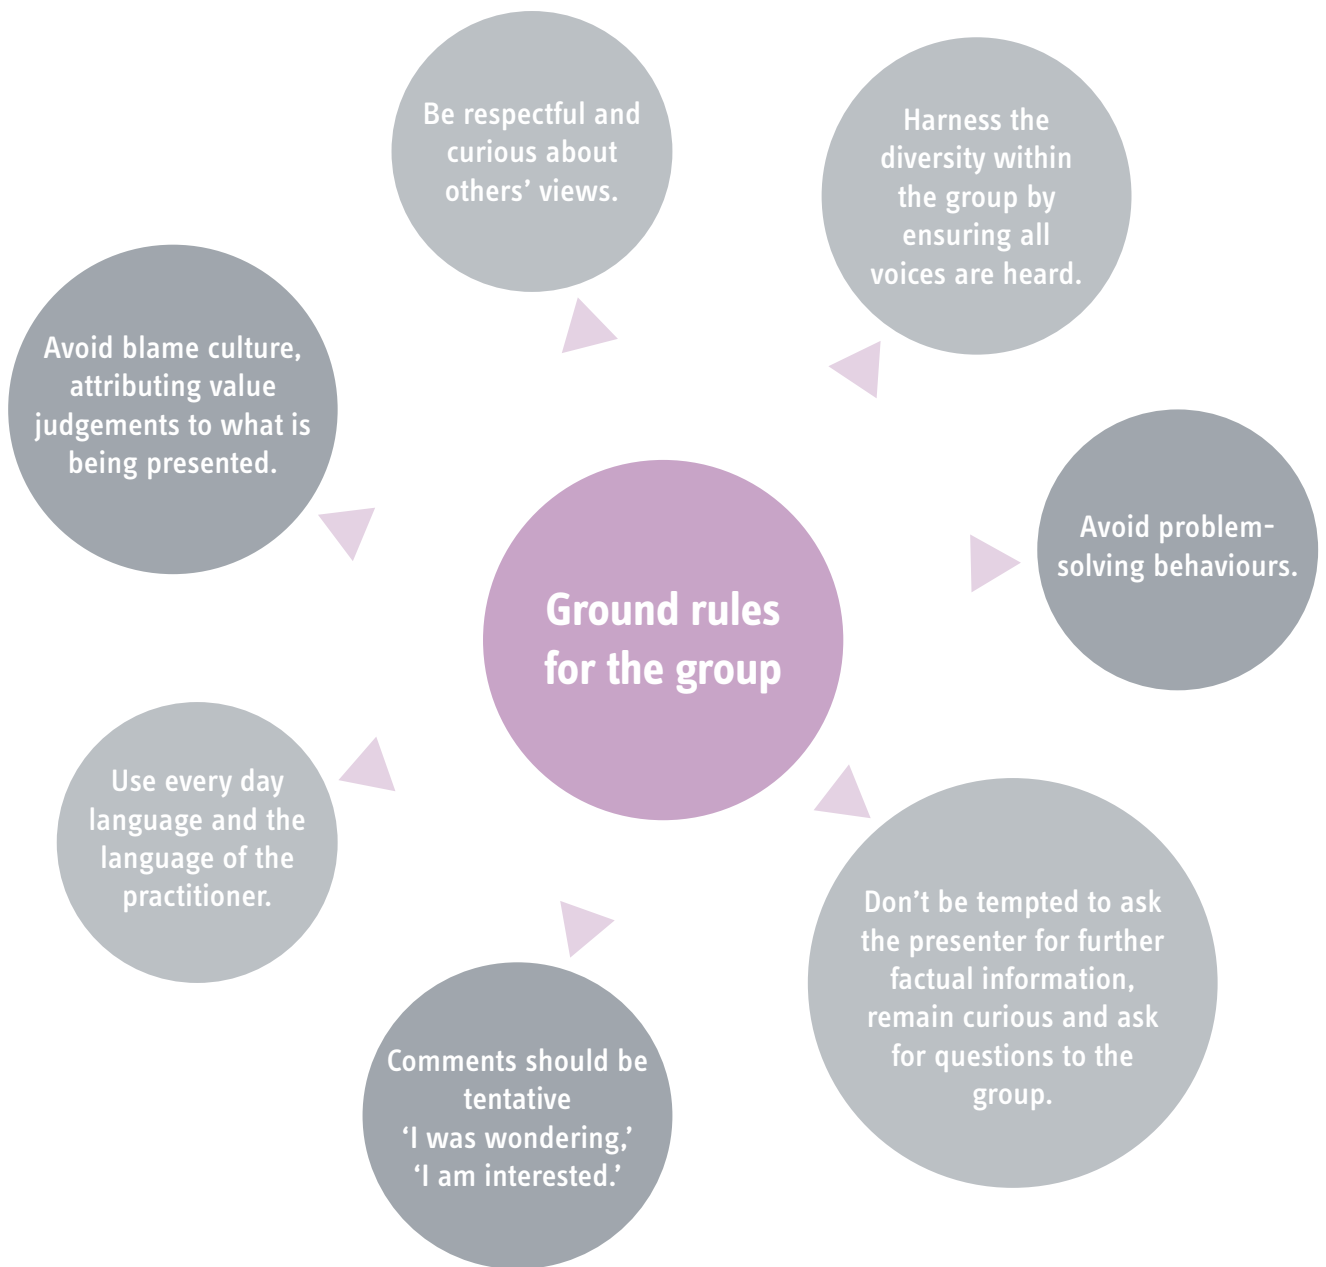 Be respectful and
curious about
others’ views.
Harness the
diversity within
the group by
ensuring all
voices are heard.
Avoid blame culture,
attributing value
judgements to what is
being presented.
Avoid problem-
solving behaviours.
Ground rules
for the group
Use every day
language and the
language of the
practitioner.
Don’t be tempted to ask
the presenter for further
factual information,
remain curious and ask
for questions to the
group.
Comments should be
tentative
‘I was wondering,’
‘I am interested.’